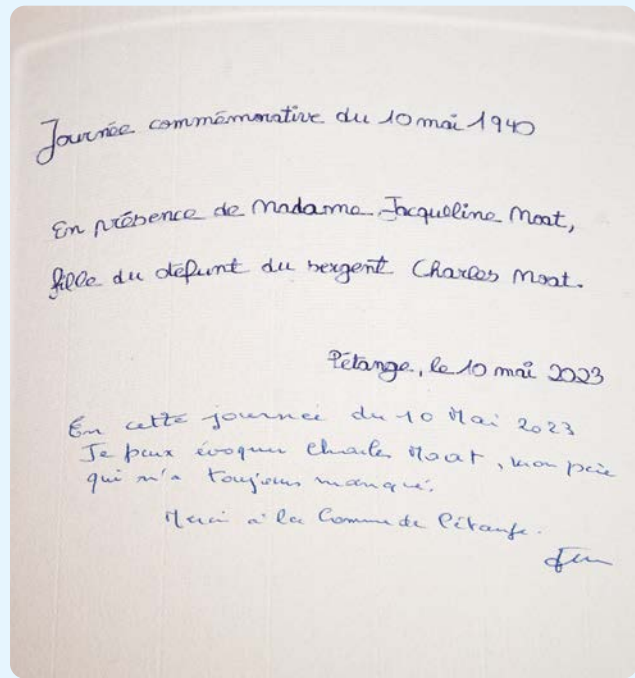 Journée commémorative du 10 mai 1940
En présence de Madame Jacqueline Moat,
fille du défunt du sergent Charles Moat.
Pétange, le 10 mai 2023
En cette journée du 10 Mai 2023
Je peux évoquer Charles Moat, mon père
qui m'a toujours manqué.
Merci à la Commune de Pétange.